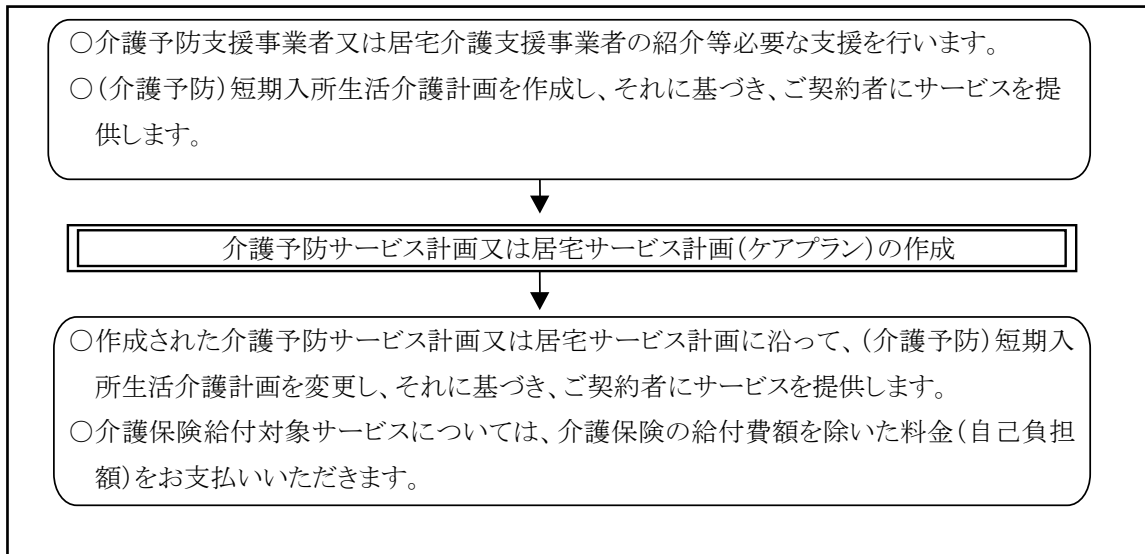 ○介護予防支援事業者又は居宅介護支援事業者の紹介等必要な支援を行います。
○(介護予防)短期入所生活介護計画を作成し、それに基づき、ご契約者にサービスを提
供します。
介護予防サービス計画又は居宅サービス計画(ケアプラン)の作成
○作成された介護予防サービス計画又は居宅サービス計画に沿って、(介護予防)短期入
所生活介護計画を変更し、それに基づき、ご契約者にサービスを提供します。
○介護保険給付対象サービスについては、介護保険の給付費額を除いた料金(自己負担
額)をお支払いいただきます。